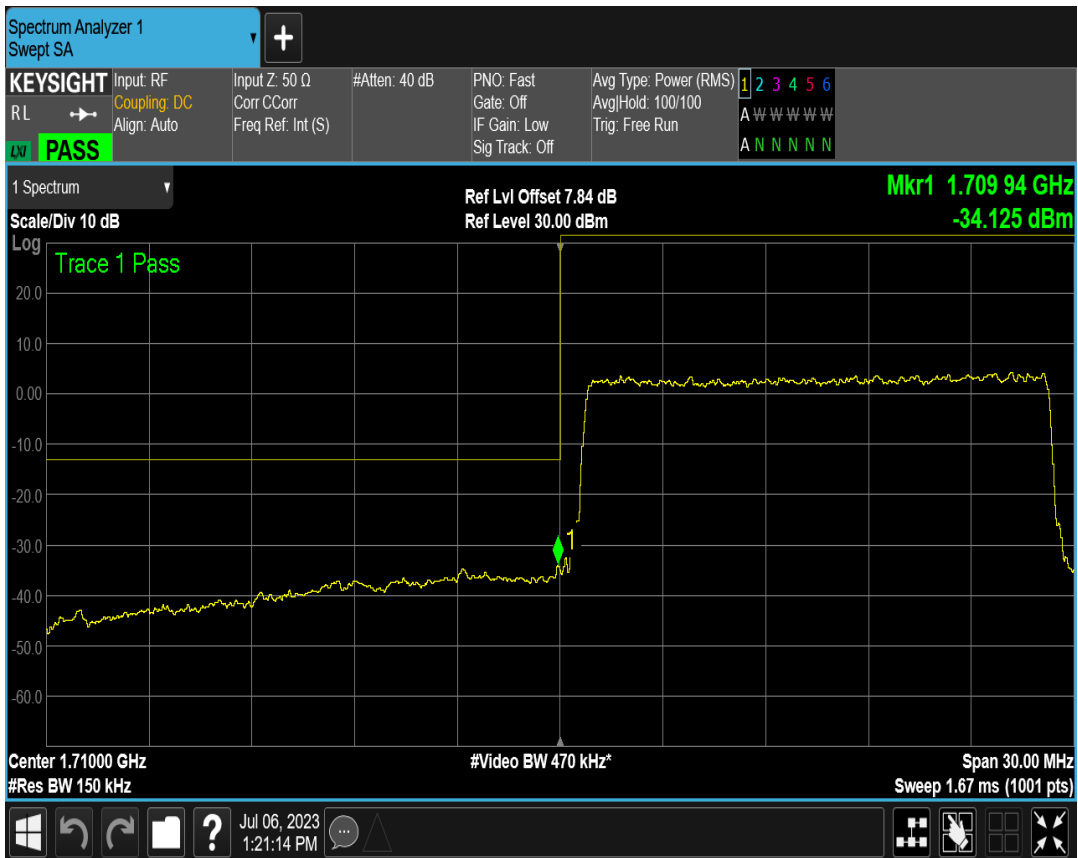 Spectrum Analyzer 1
Swept SA
+
KEYSIGHT
RL
LXI PASS
Input: RF
Coupling: DC
Align: Auto
Input Z: 50 Ω
Corr CCorr
Freq Ref: Int (S)
#Atten: 40 dB
PNO: Fast
Gate: Off
IF Gain: Low
Sig Track: Off
Avg Type: Power (RMS)
Avg|Hold: 100/100
Trig: Free Run
1 2 3 4 5 6
A W W W W W
A N N N N N
1 Spectrum
Scale/Div 10 dB
Ref Lvl Offset 7.84 dB
Ref Level 30.00 dBm
Mkr1 1.709 94 GHz
-34.125 dBm
Log
Trace 1 Pass
20.0
10.0
0.00
-10.0
-20.0
-30.0
1
-40.0
-50.0
-60.0
Center 1.71000 GHz
#Video BW 470 kHz*
Span 30.00 MHz
#Res BW 150 kHz
Sweep 1.67 ms (1001 pts)
?
Jul 06, 2023
1:21:14 PM